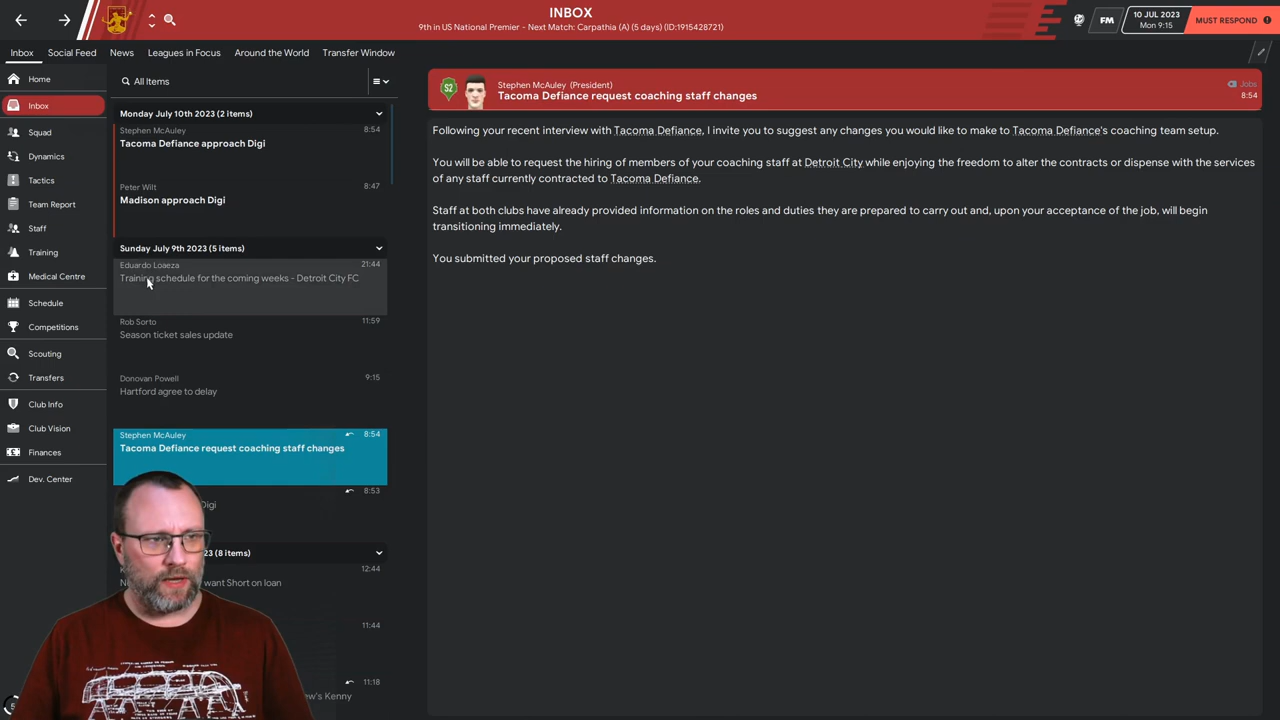 INBOX
9th in US National Premier - Next Match: Carpathia (A) (5 days) (ID:1915428721)
FM
10 JUL 2023
Mon 9:15
MUST RESPOND
Inbox
Social Feed
News
Leagues in Focus
Around the World
Transfer Window
Home
Inbox
Squad
Dynamics
Tactics
Team Report
Staff
Training
Medical Centre
Schedule
Competitions
Scouting
Transfers
Club Info
Club Vision
Finances
Dev. Center
All Items
Monday July 10th 2023 (2 items)
Stephen McAuley 8:54
Tacoma Defiance approach Digi
Peter Wilt 8:47
Madison approach Digi
Sunday July 9th 2023 (5 items)
Eduardo Loaeza 21:44
Training schedule for the coming weeks - Detroit City FC
Rob Sorto 11:59
Season ticket sales update
Donovan Powell 9:15
Hartford agree to delay
Stephen McAuley 8:54
Tacoma Defiance request coaching staff changes
8:53
Digi
23 (8 items)
12:44
want Short on loan
11:44
11:18
Kenny
S2
Stephen McAuley (President)
Tacoma Defiance request coaching staff changes
Jobs
8:54
Following your recent interview with Tacoma Defiance, I invite you to suggest any changes you would like to make to Tacoma Defiance's coaching team setup.
You will be able to request the hiring of members of your coaching staff at Detroit City while enjoying the freedom to alter the contracts or dispense with the services
of any staff currently contracted to Tacoma Defiance.
Staff at both clubs have already provided information on the roles and duties they are prepared to carry out and, upon your acceptance of the job, will begin
transitioning immediately.
You submitted your proposed staff changes.